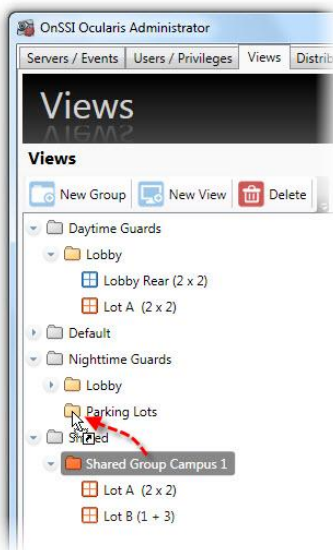 OnSSI Ocularis Administrator
Servers / Events Users / Privileges Views Distrib
Views
Views
New Group New View Delete
Daytime Guards
Lobby
Lobby Rear (2 x 2)
Lot A (2 x 2)
Default
Nighttime Guards
Lobby
Parking Lots
Shared
Shared Group Campus 1
Lot A (2 x 2)
Lot B (1 + 3)